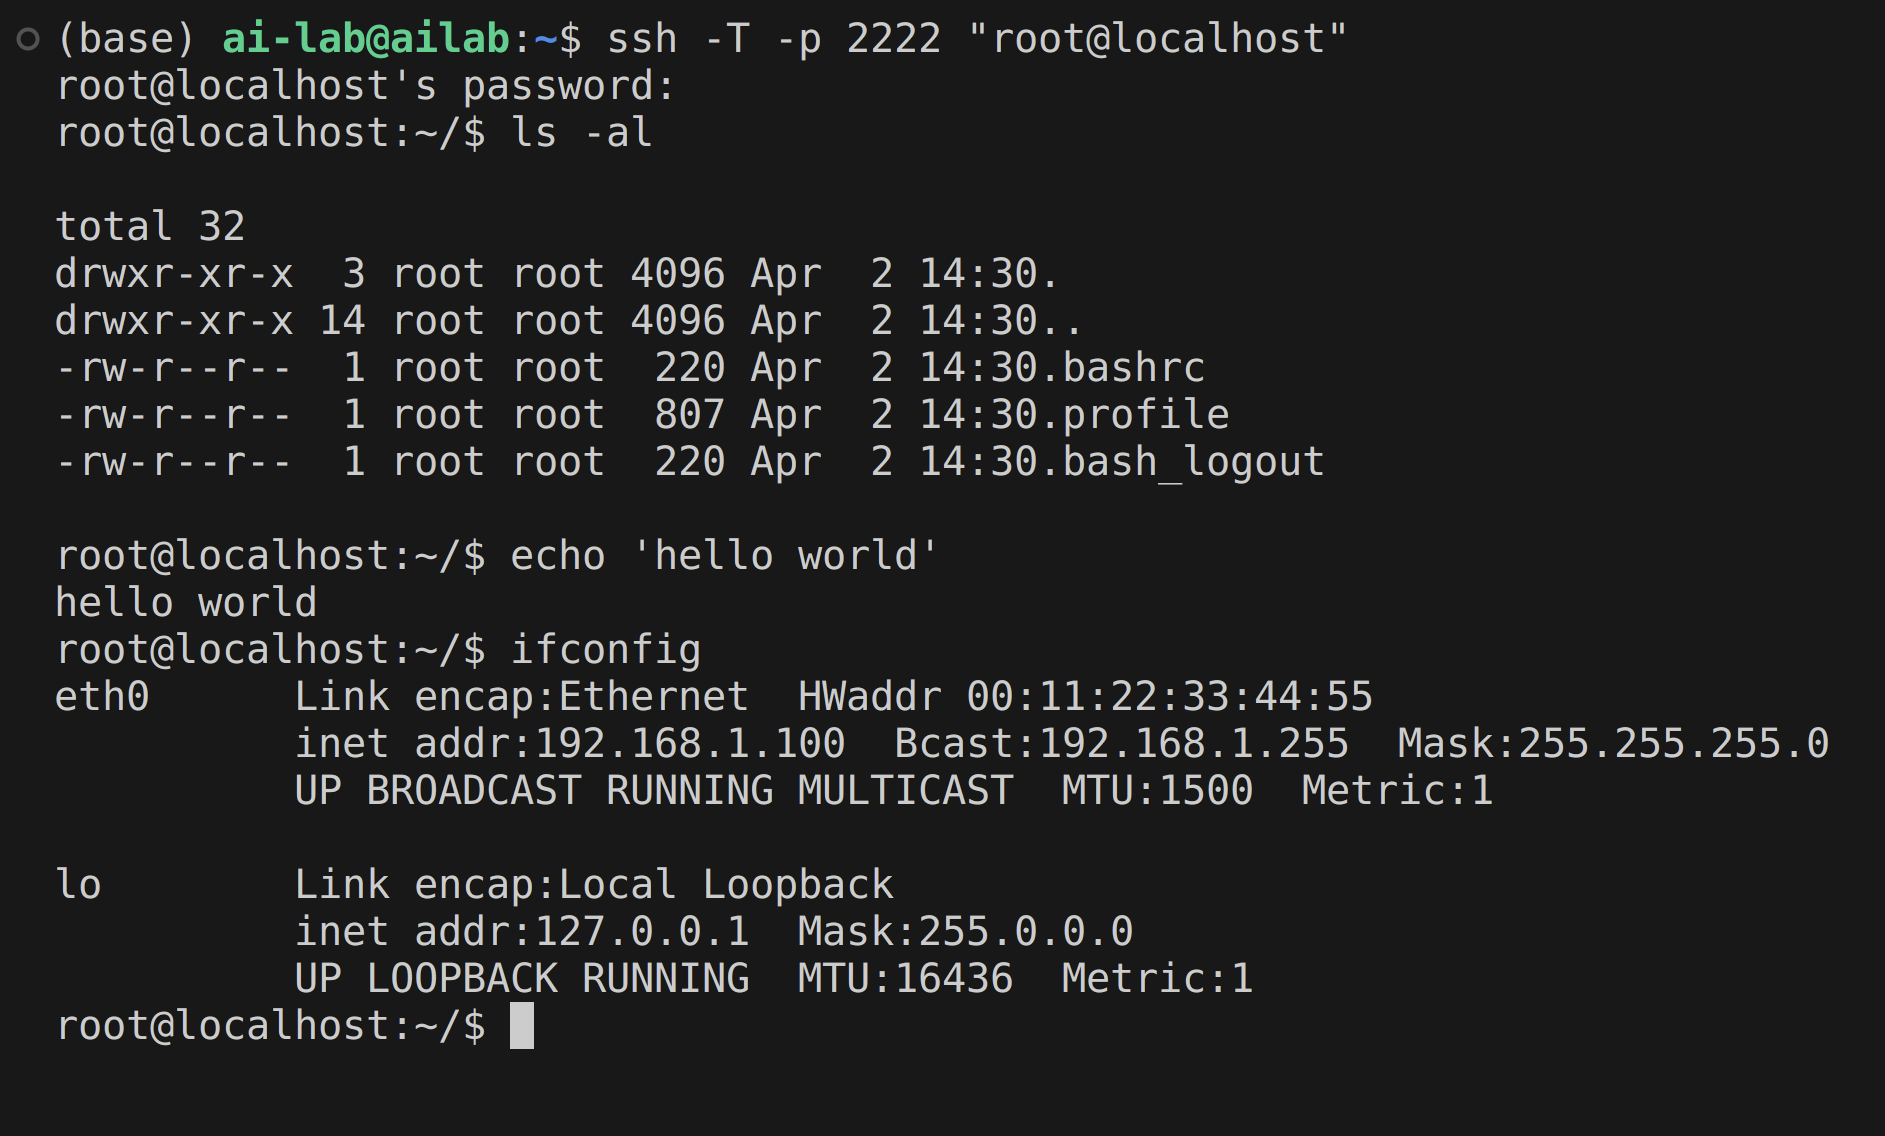 (base) ai-lab@ailab:~$ ssh -T -p 2222 "root@localhost"
root@localhost's password:
root@localhost:~/$ ls -al
total 32
drwxr-xr-x  3 root root 4096 Apr  2 14:30.
drwxr-xr-x 14 root root 4096 Apr  2 14:30..
-rw-r--r--  1 root root  220 Apr  2 14:30.bashrc
-rw-r--r--  1 root root  807 Apr  2 14:30.profile
-rw-r--r--  1 root root  220 Apr  2 14:30.bash_logout
root@localhost:~/$ echo 'hello world'
hello world
root@localhost:~/$ ifconfig
eth0      Link encap:Ethernet  HWaddr 00:11:22:33:44:55
          inet addr:192.168.1.100  Bcast:192.168.1.255  Mask:255.255.255.0
          UP BROADCAST RUNNING MULTICAST  MTU:1500  Metric:1
lo        Link encap:Local Loopback
          inet addr:127.0.0.1  Mask:255.0.0.0
          UP LOOPBACK RUNNING  MTU:16436  Metric:1
root@localhost:~/$